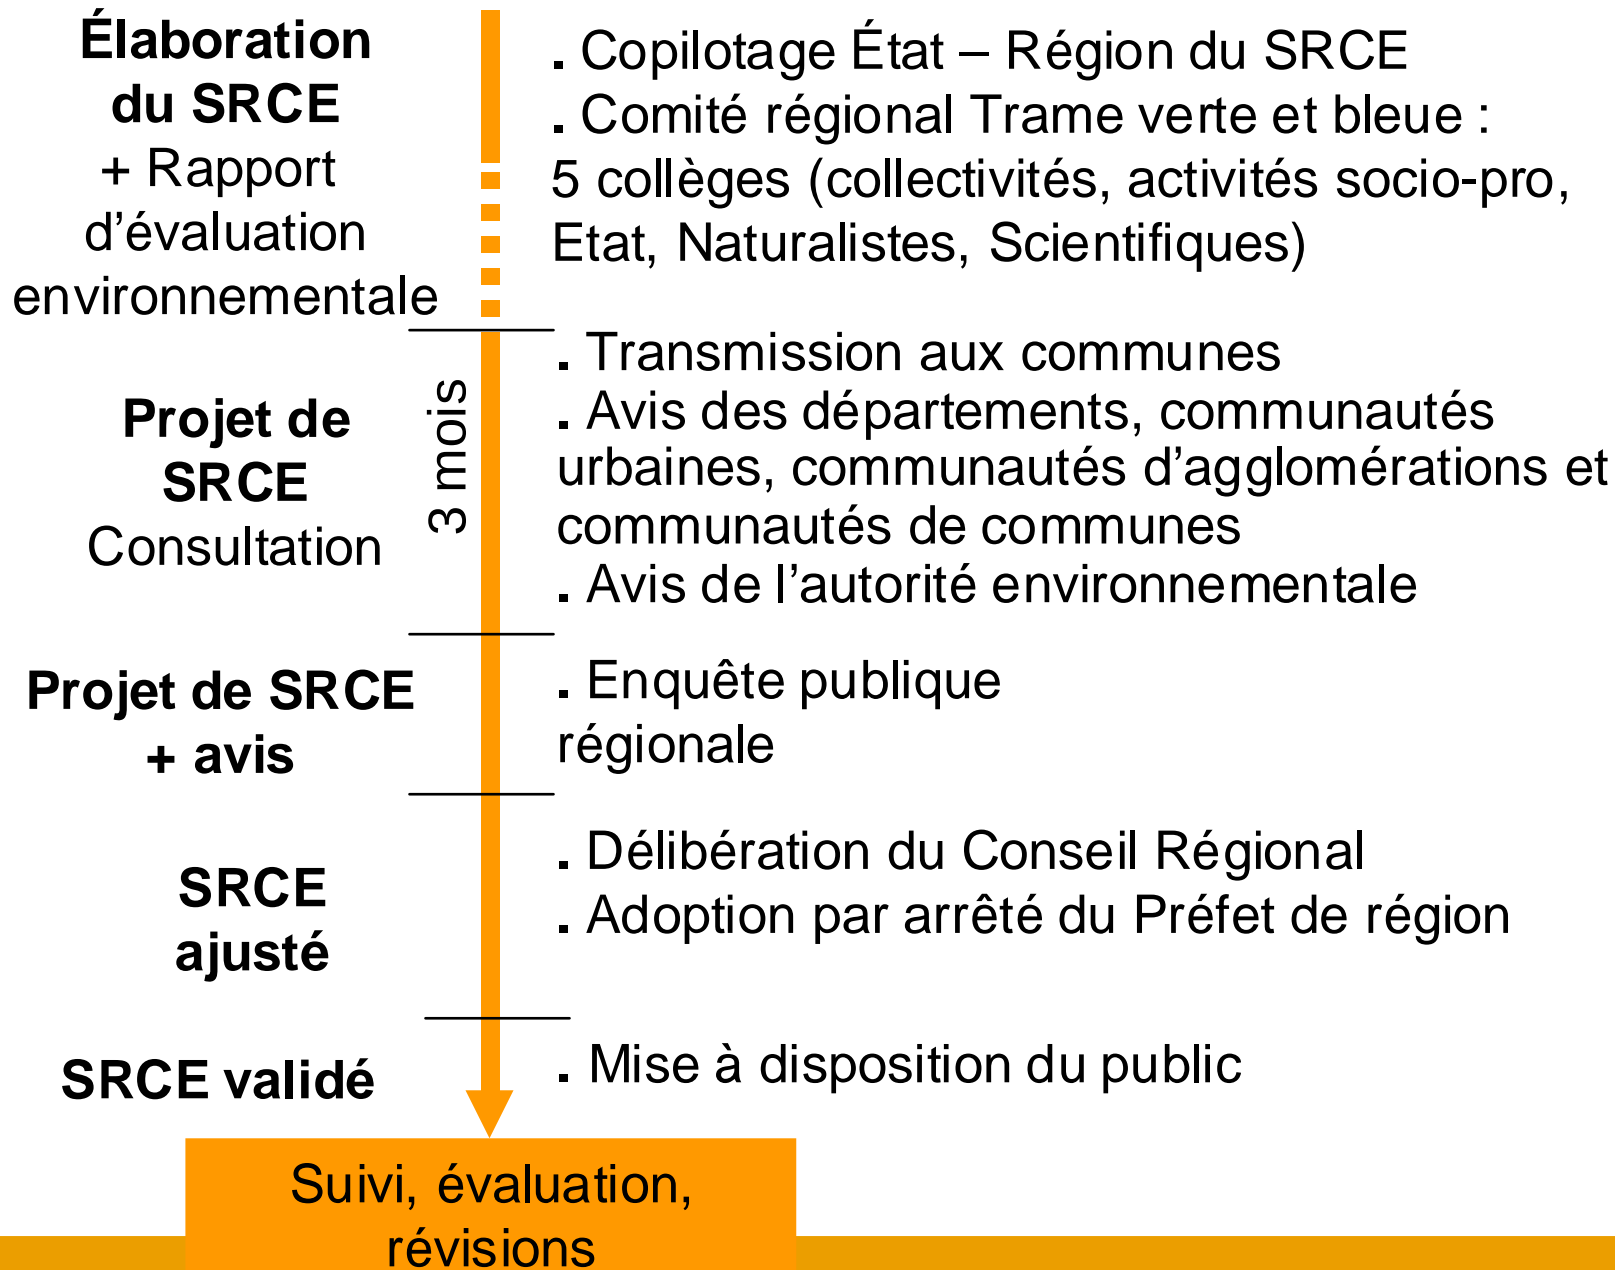 Élaboration
du SRCE
+ Rapport
d’évaluation
environnementale
. Copilotage État – Région du SRCE
. Comité régional Trame verte et bleue :
5 collèges (collectivités, activités socio-pro,
Etat, Naturalistes, Scientifiques)
Projet de
SRCE
Consultation
3 mois
. Transmission aux communes
. Avis des départements, communautés
urbaines, communautés d’agglomérations et
communautés de communes
. Avis de l’autorité environnementale
Projet de SRCE
+ avis
. Enquête publique
régionale
SRCE
ajusté
. Délibération du Conseil Régional
. Adoption par arrêté du Préfet de région
SRCE validé
. Mise à disposition du public
Suivi, évaluation,
révisions